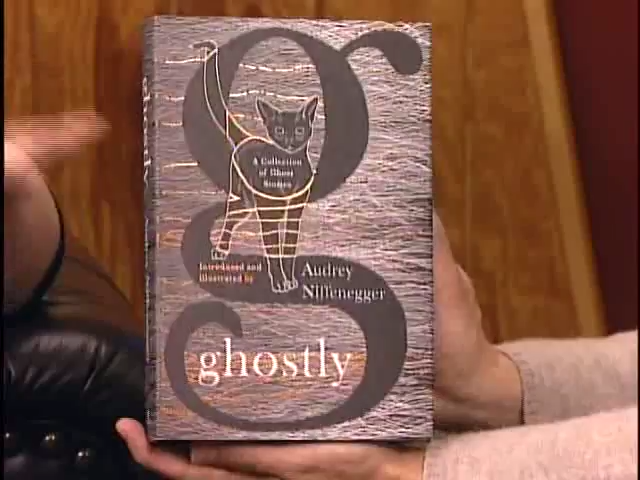 g
A Collection
of Ghost
Stories
Introduced and
illustrated by
Audrey
Niffenegger
ghostly